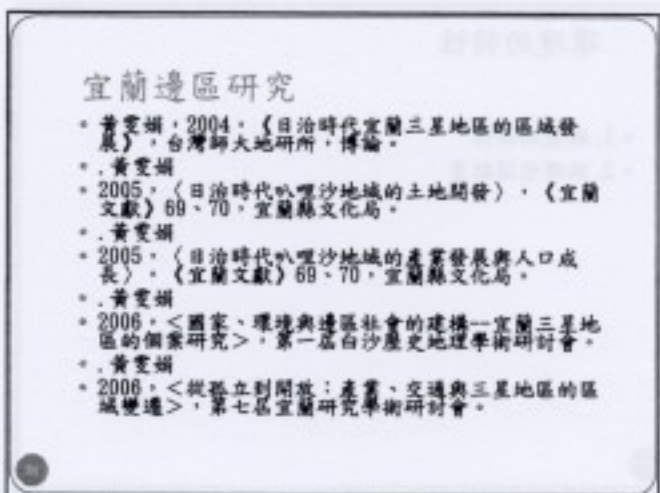 宜蘭邊區研究
• 黃雯娟,2004,《日治時代宜蘭三星地區的區域發
展》,台灣師大地研所,博論。
• .黃雯娟
• 2005,〈日治時代叭哩沙地域的土地開發〉,《宜蘭
文獻》69、70,宜蘭縣文化局。
• .黃雯娟
• 2005,〈日治時代叭哩沙地域的產業發展與人口成
長〉,《宜蘭文獻》69、70,宜蘭縣文化局。
• .黃雯娟
• 2006,<國家、環境與邊區社會的建構--宜蘭三星地
區的個案研究>,第一屆白沙歷史地理學術研討會。
• .黃雯娟
• 2006,<從孤立到開放:產業、交通與三星地區的區
域變遷>,第七屆宜蘭研究學術研討會。